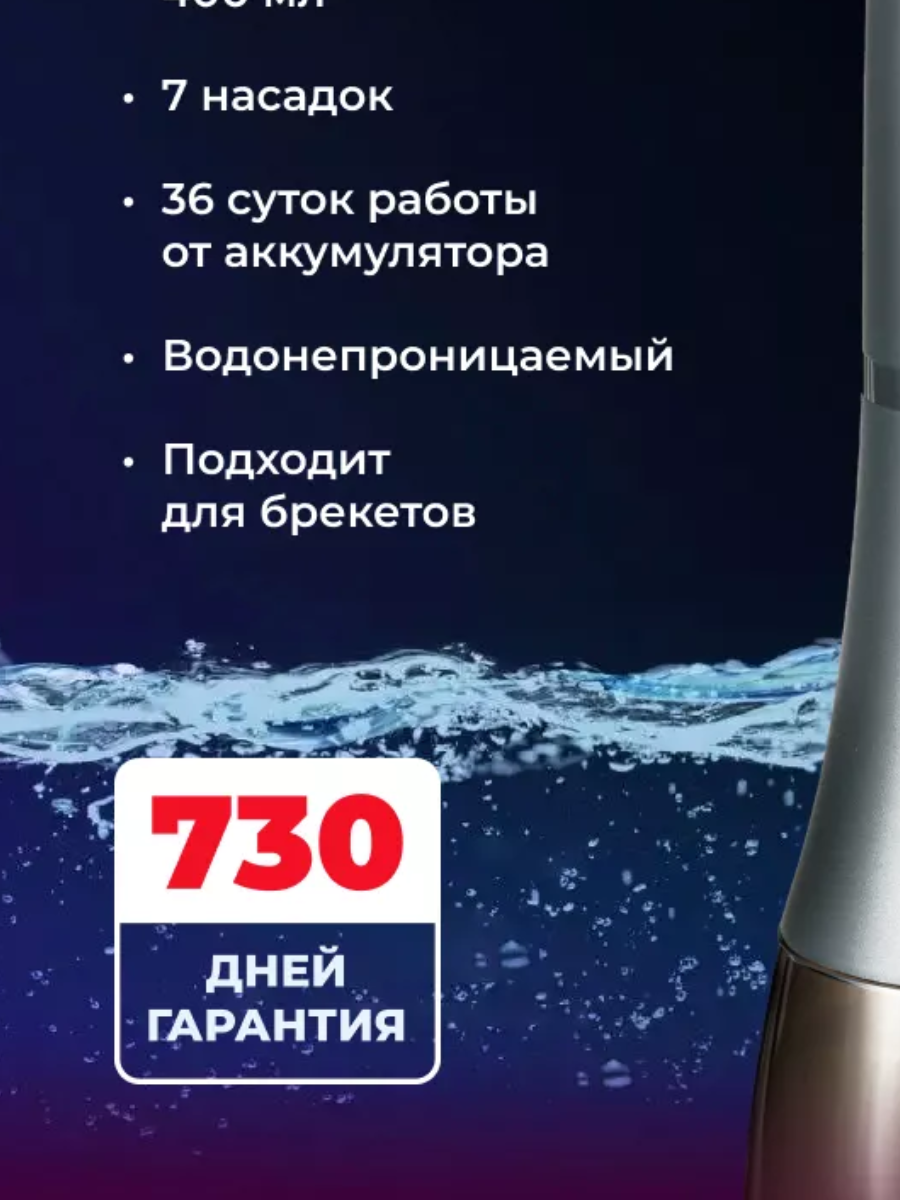 • 7 насадок
• 36 суток работы
от аккумулятора
• Водонепроницаемый
• Подходит
для брекетов
730
ДНЕЙ
ГАРАНТИЯ